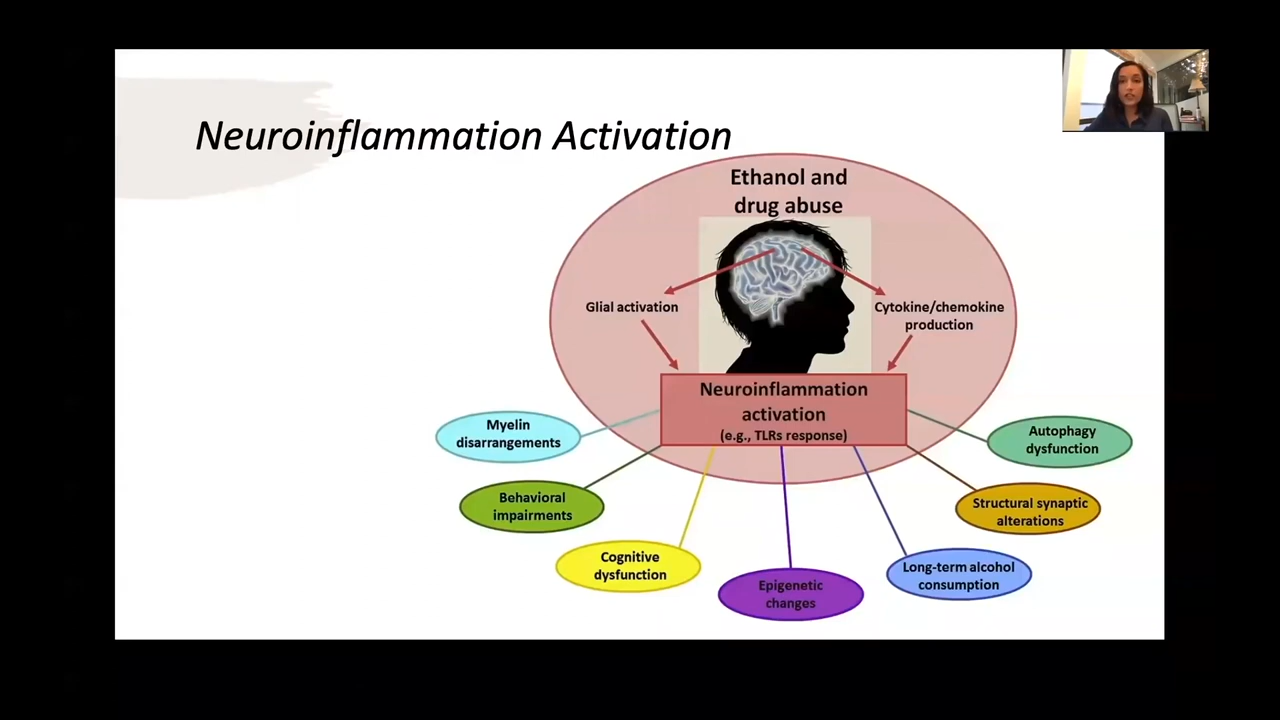 Neuroinflammation Activation
Ethanol and
drug abuse
Glial activation
Cytokine/chemokine
production
Neuroinflammation
activation
(e.g., TLRs response)
Myelin
disarrangements
Behavioral
impairments
Cognitive
dysfunction
Epigenetic
changes
Long-term alcohol
consumption
Structural synaptic
alterations
Autophagy
dysfunction